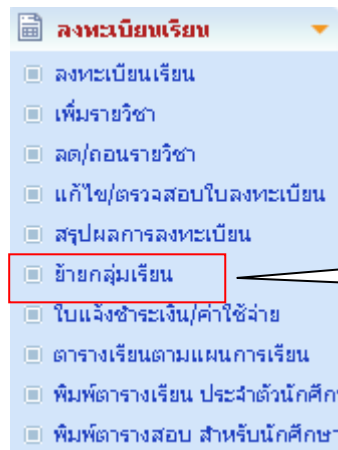 ลงทะเบียนเรียน
ลงทะเบียนเรียน
เพิ่มรายวิชา
ลด/ถอนรายวิชา
แก้ไข/ตรวจสอบใบลงทะเบียน
สรุปผลการลงทะเบียน
ย้ายกลุ่มเรียน
ใบแจ้งชำระเงิน/ค่าใช้จ่าย
ตารางเรียนตามแผนการเรียน
พิมพ์ตารางเรียน ประจำตัวนักศึก
พิมพ์ตารางสอบ สำหรับนักศึกษา